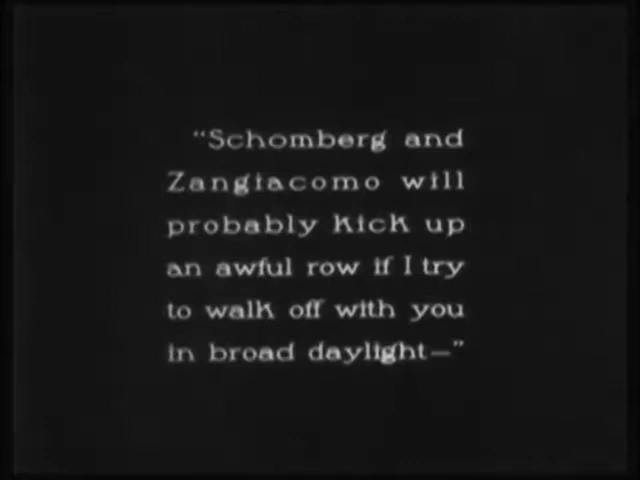 "Schomberg and
Zangiacomo will
probably kick up
an awful row if I try
to walk off with you
in broad daylight—"